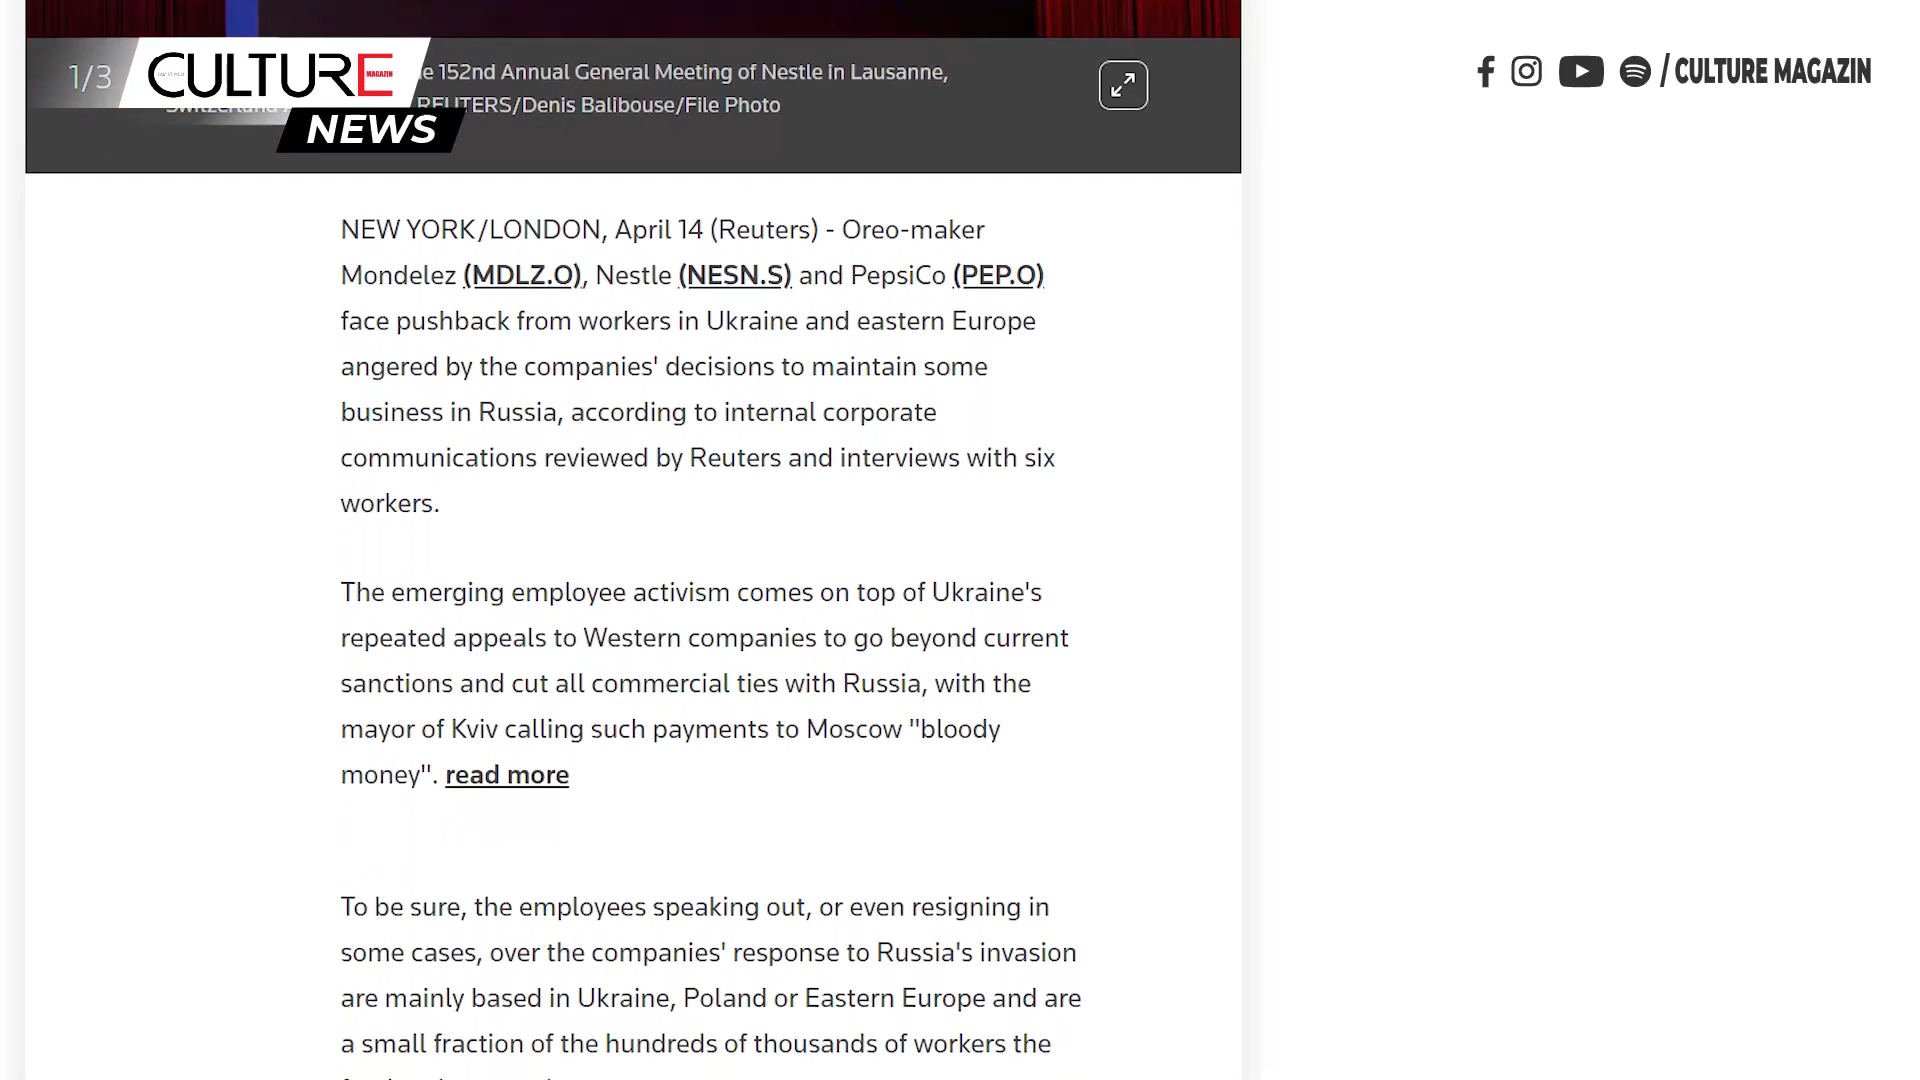 1/3
CULTURE
MAGAZIN
e 152nd Annual General Meeting of Nestle in Lausanne,
REUTERS/Denis Balibouse/File Photo
NEWS
/ CULTURE MAGAZIN
NEW YORK/LONDON, April 14 (Reuters) - Oreo-maker
Mondelez (MDLZ.O), Nestle (NESN.S) and PepsiCo (PEP.O)
face pushback from workers in Ukraine and eastern Europe
angered by the companies' decisions to maintain some
business in Russia, according to internal corporate
communications reviewed by Reuters and interviews with six
workers.
The emerging employee activism comes on top of Ukraine's
repeated appeals to Western companies to go beyond current
sanctions and cut all commercial ties with Russia, with the
mayor of Kviv calling such payments to Moscow "bloody
money". read more
To be sure, the employees speaking out, or even resigning in
some cases, over the companies' response to Russia's invasion
are mainly based in Ukraine, Poland or Eastern Europe and are
a small fraction of the hundreds of thousands of workers the